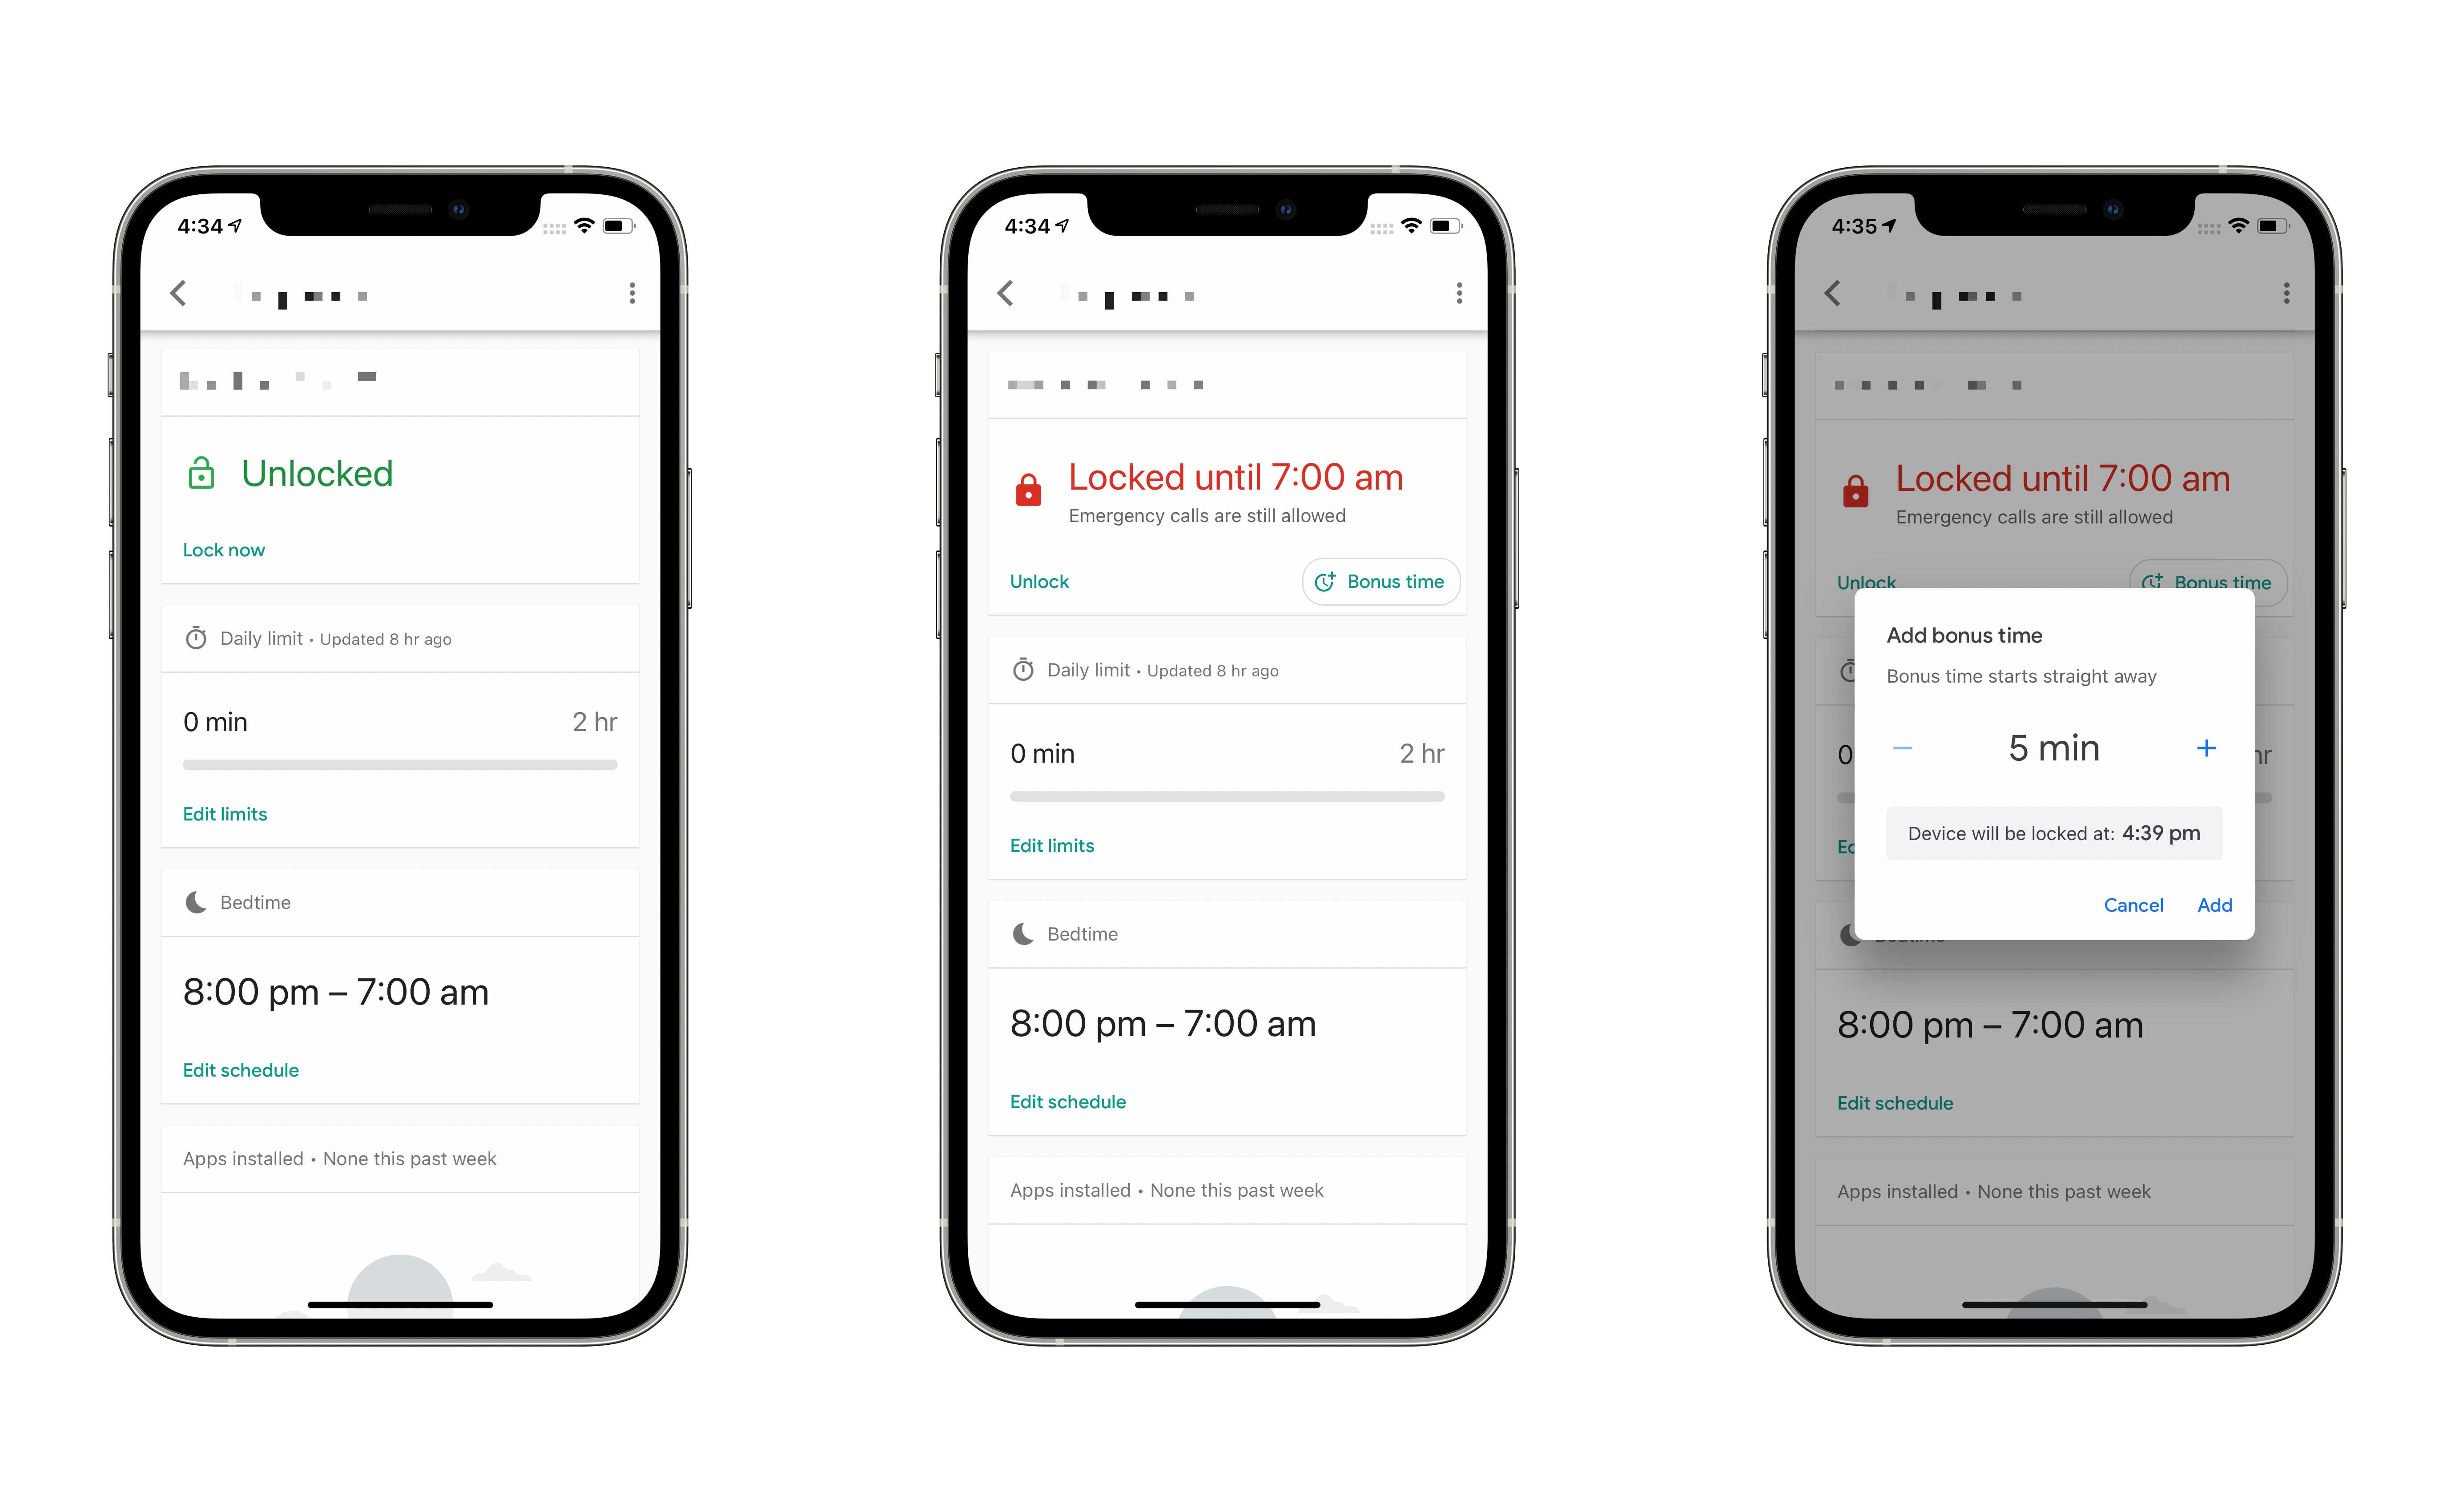 4:34
Unlocked
Lock now
Daily limit • Updated 8 hr ago
0 min 2 hr
Edit limits
Bedtime
8:00 pm – 7:00 am
Edit schedule
Apps installed • None this past week
4:34
Locked until 7:00 am
Emergency calls are still allowed
Unlock Bonus time
Daily limit • Updated 8 hr ago
0 min 2 hr
Edit limits
Bedtime
8:00 pm – 7:00 am
Edit schedule
Apps installed • None this past week
4:35
Locked until 7:00 am
Emergency calls are still allowed
Unlock Bonus time
Add bonus time
Bonus time starts straight away
5 min
Device will be locked at: 4:39 pm
Cancel Add
8:00 pm – 7:00 am
Edit schedule
Apps installed • None this past week